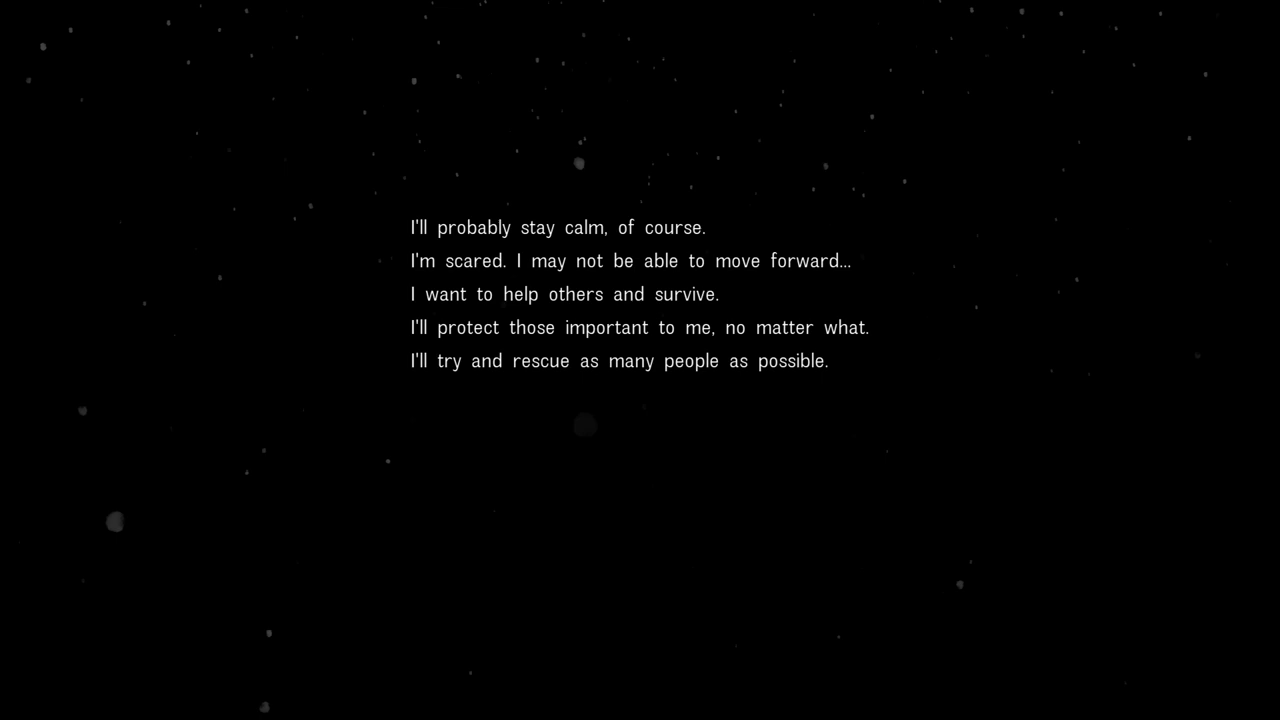 I'll probably stay calm, of course.
I'm scared. I may not be able to move forward...
I want to help others and survive.
I'll protect those important to me, no matter what.
I'll try and rescue as many people as possible.